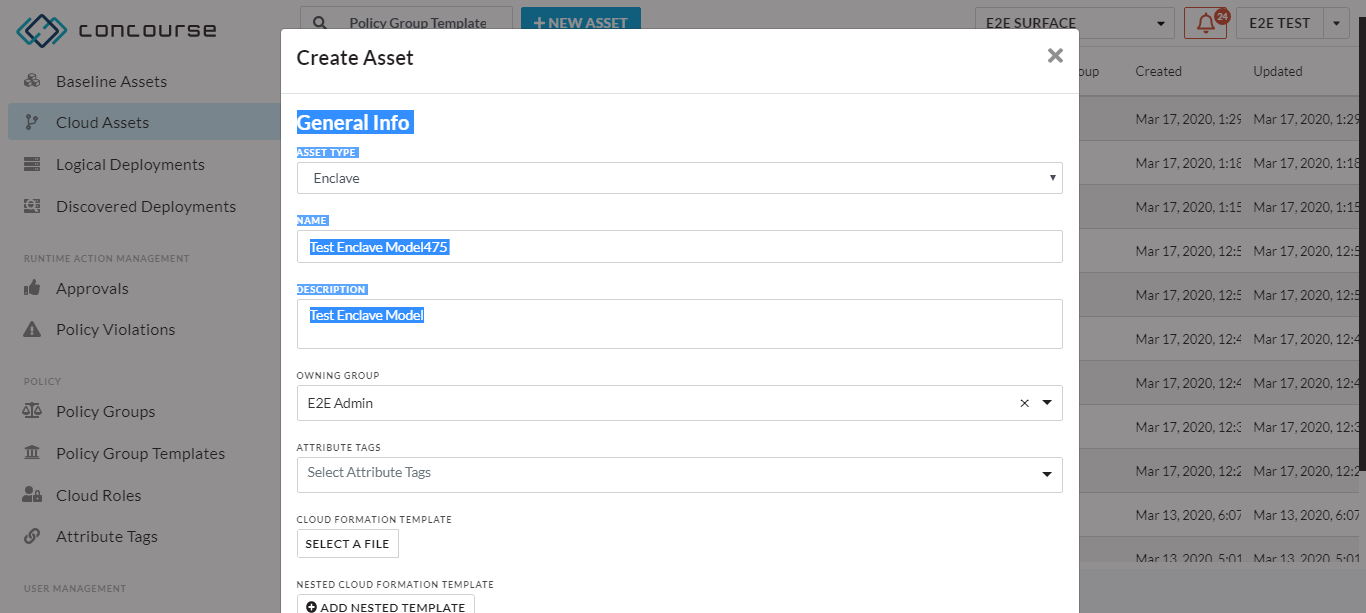 concourse
Policy Group Template
+ NEW ASSET
E2E SURFACE
24
E2E TEST
Baseline Assets
Cloud Assets
Logical Deployments
Discovered Deployments
RUNTIME ACTION MANAGEMENT
Approvals
Policy Violations
POLICY
Policy Groups
Policy Group Templates
Cloud Roles
Attribute Tags
USER MANAGEMENT
Create Asset
General Info
ASSET TYPE
Enclave
NAME
Test Enclave Model475
DESCRIPTION
Test Enclave Model
OWNING GROUP
E2E Admin
ATTRIBUTE TAGS
Select Attribute Tags
CLOUD FORMATION TEMPLATE
SELECT A FILE
NESTED CLOUD FORMATION TEMPLATE
ADD NESTED TEMPLATE
oup Created Updated
Mar 17, 2020, 1:29 Mar 17, 2020, 1:29
Mar 17, 2020, 1:18 Mar 17, 2020, 1:18
Mar 17, 2020, 1:15 Mar 17, 2020, 1:15
Mar 17, 2020, 12:5 Mar 17, 2020, 12:5
Mar 17, 2020, 12:5 Mar 17, 2020, 12:5
Mar 17, 2020, 12:4 Mar 17, 2020, 12:4
Mar 17, 2020, 12:4 Mar 17, 2020, 12:4
Mar 17, 2020, 12:3 Mar 17, 2020, 12:3
Mar 17, 2020, 12:2 Mar 17, 2020, 12:2
Mar 13, 2020, 6:07 Mar 13, 2020, 6:07
Mar 13, 2020, 5:01 Mar 13, 2020, 5:01